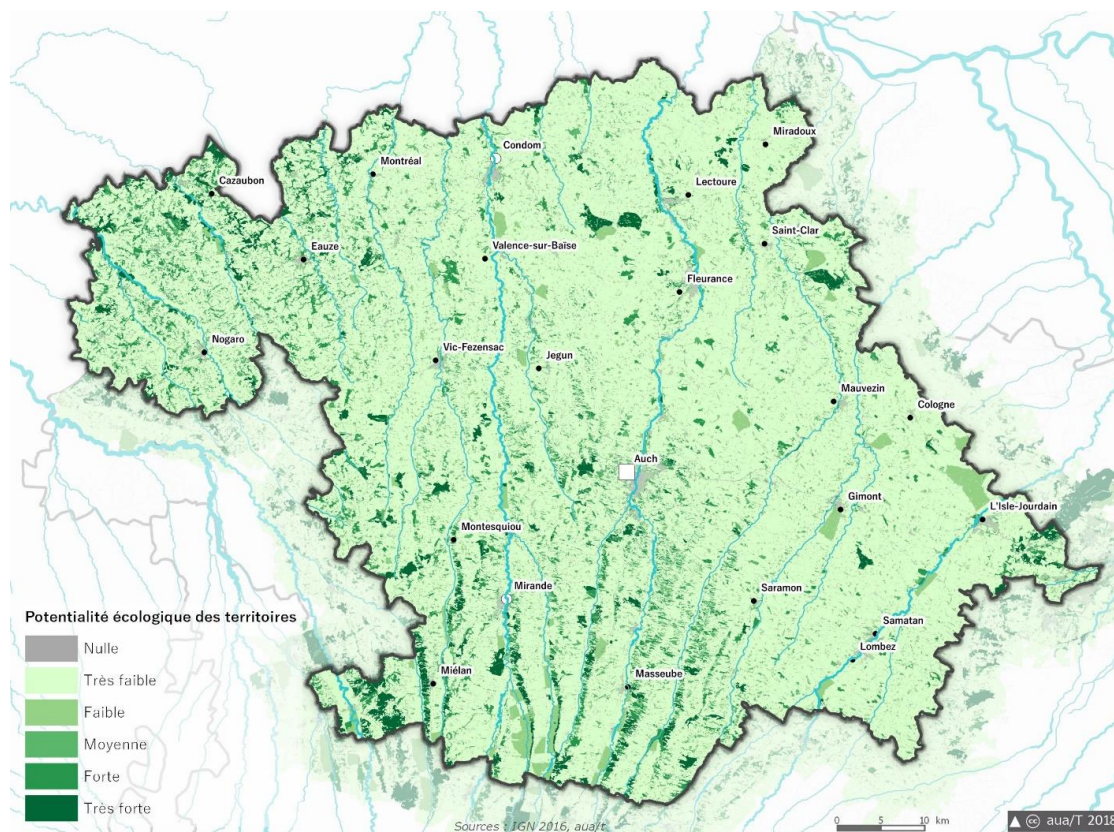 Miradoux
Condom
Montréal
Cazaubon
Lectoure
Saint-Clar
Eauze
Valence-sur-Baïse
Fleurance
Nogaro
Vic-Fezensac
Jegun
Mauvezin
Cologne
Auch
Gimont
L'Isle-Jourdain
Montesquiou
Mirande
Saramon
Samatan
Lombez
Miélan
Masseube
Potentialité écologique des territoires
Nulle
Très faible
Faible
Moyenne
Forte
Très forte
Sources : IGN 2016, aua/t
0 5 10 km
cc aua/T 2018